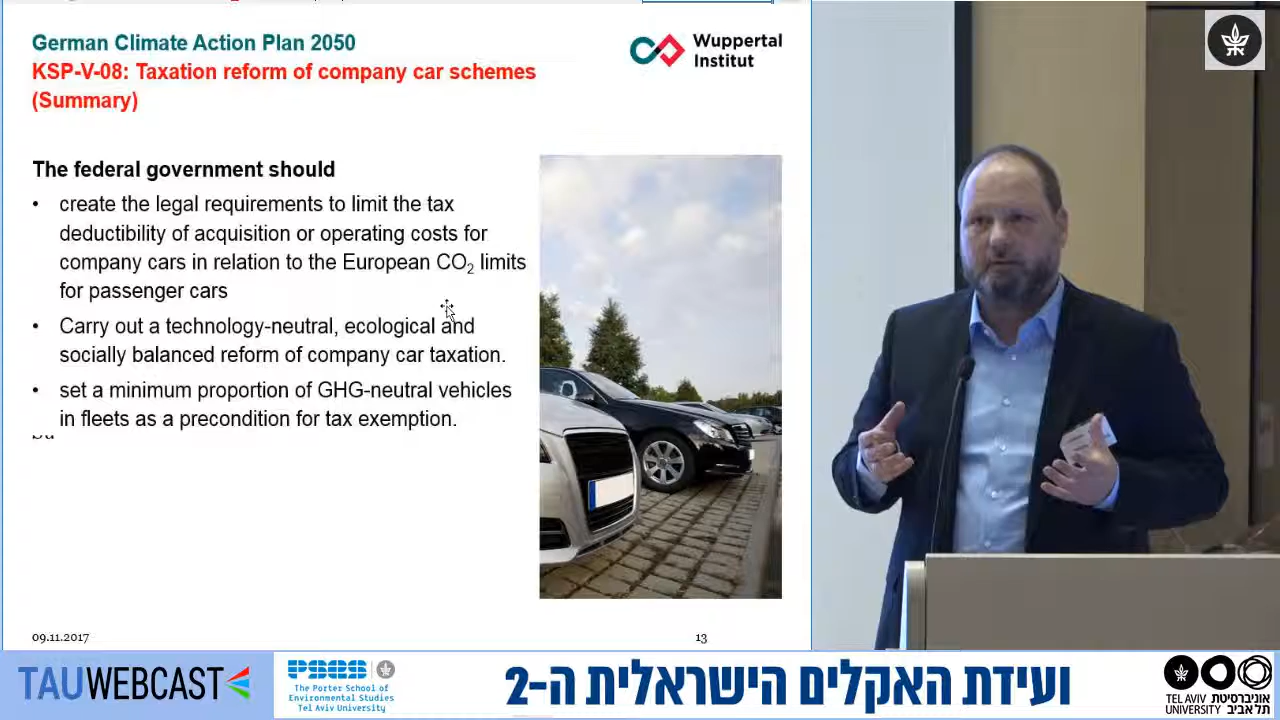 German Climate Action Plan 2050
KSP-V-08: Taxation reform of company car schemes
(Summary)
Wuppertal
Institut
The federal government should
• create the legal requirements to limit the tax
deductibility of acquisition or operating costs for
company cars in relation to the European CO₂ limits
for passenger cars
• Carry out a technology-neutral, ecological and
socially balanced reform of company car taxation.
• set a minimum proportion of GHG-neutral vehicles
in fleets as a precondition for tax exemption.
09.11.2017
13
TAUWEBCAST
PSES
The Porter School of
Environmental Studies
Tel Aviv University
ועידת האקלים הישראלית ה-2
TEL AVIV אוניברסיטת
UNIVERSITY תל אביב